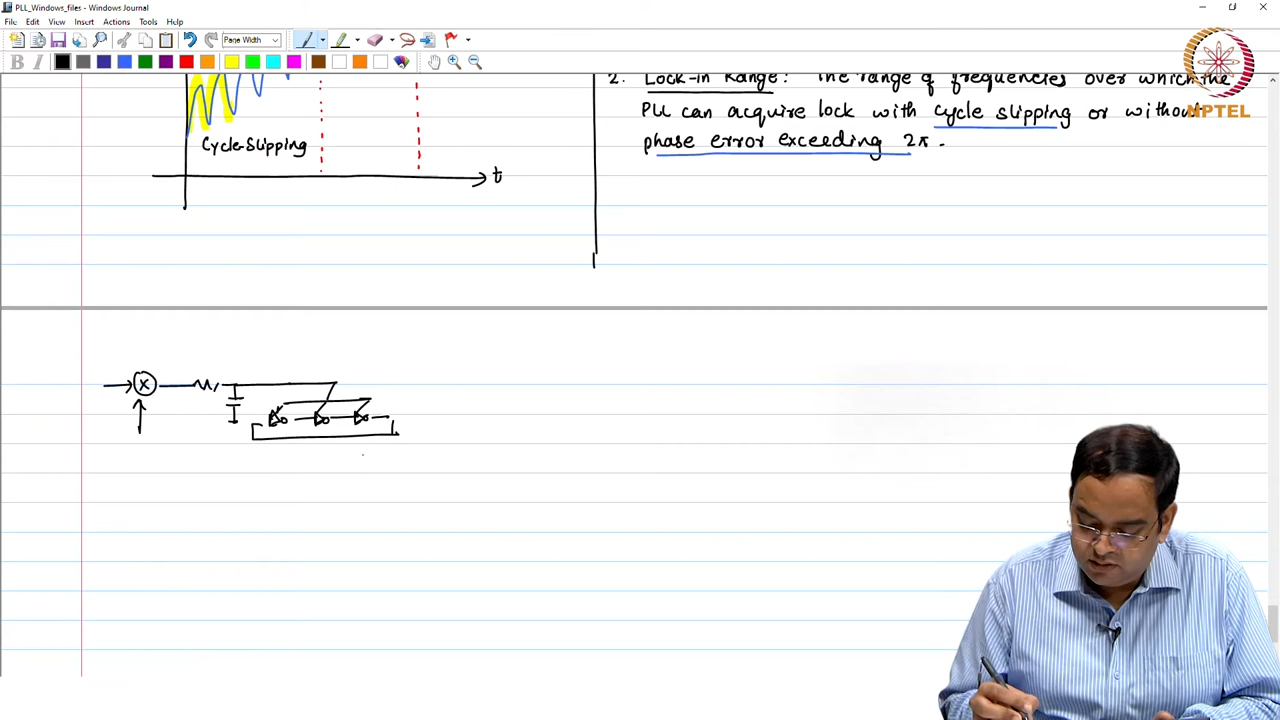 PLL_Windows_files - Windows Journal
File Edit View Insert Actions Tools Help
Page Width
B I
NPTEL
Cycle-Slipping
t
2. Lock-in Range: The range of frequencies over which the
PLL can acquire lock with cycle slipping or without
phase error exceeding 2π.
X